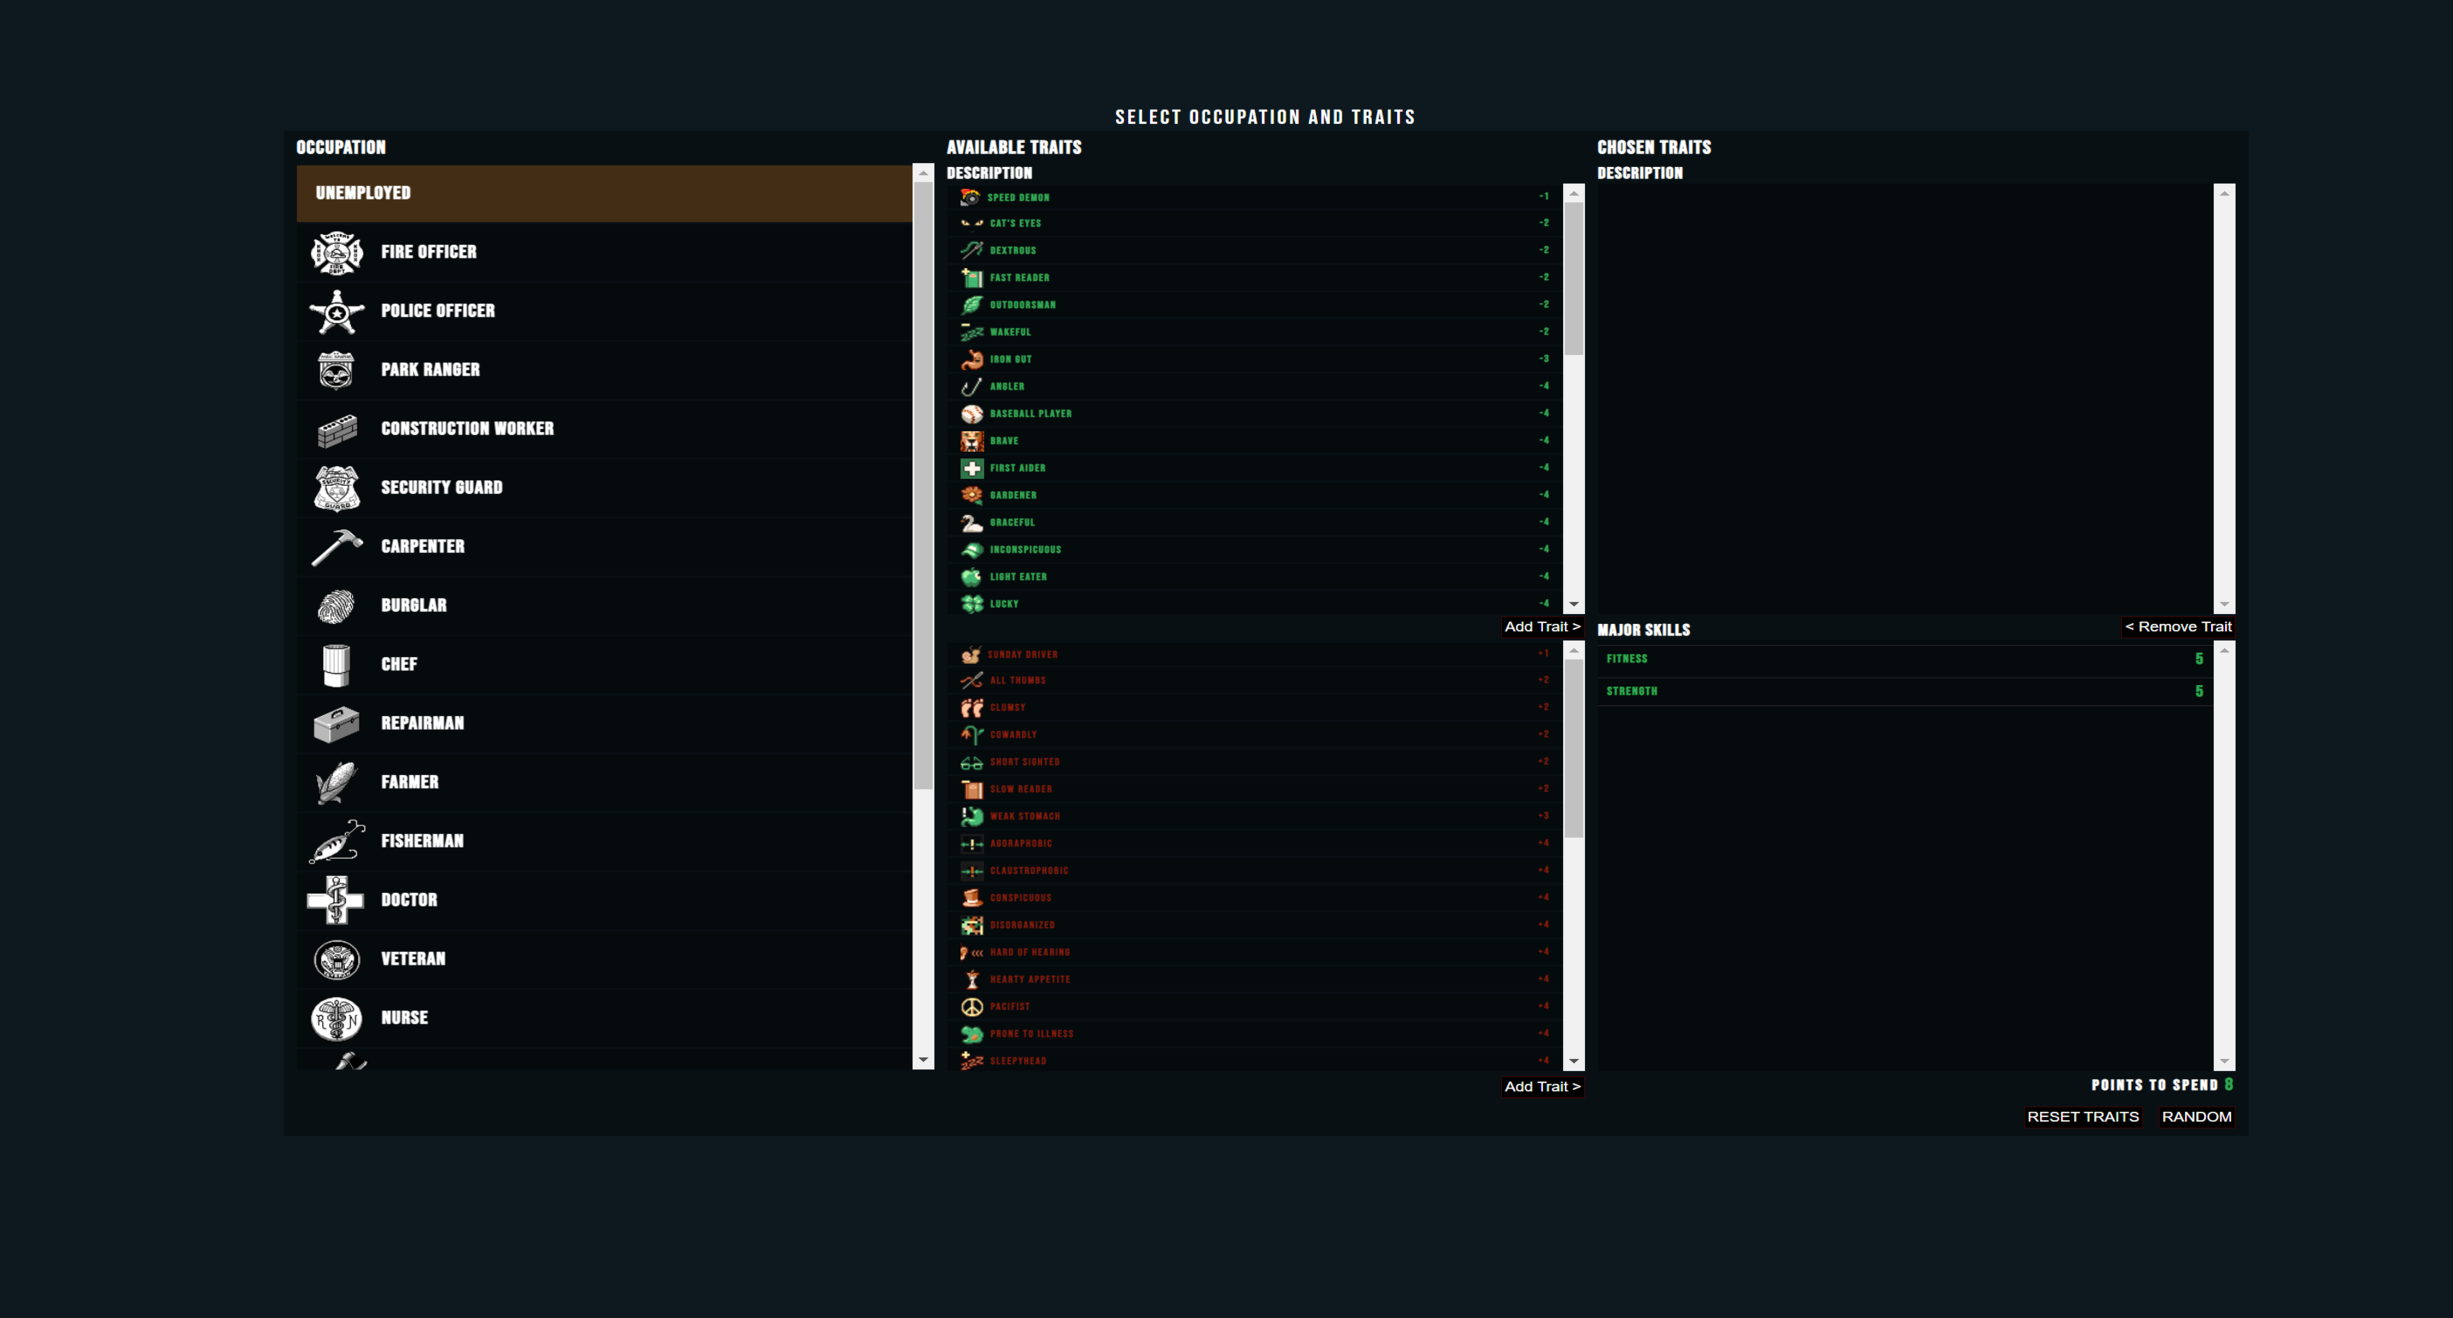 SELECT OCCUPATION AND TRAITS
OCCUPATION
UNEMPLOYED
FIRE OFFICER
POLICE OFFICER
PARK RANGER
CONSTRUCTION WORKER
SECURITY GUARD
CARPENTER
BURGLAR
CHEF
REPAIRMAN
FARMER
FISHERMAN
DOCTOR
VETERAN
R N NURSE
AVAILABLE TRAITS
DESCRIPTION
SPEED DEMON -1
CAT'S EYES -2
DEXTROUS -2
FAST READER -2
OUTDOORSMAN -2
WAKEFUL -2
IRON GUT -3
ANGLER -4
BASEBALL PLAYER -4
BRAVE -4
FIRST AIDER -4
GARDENER -4
GRACEFUL -4
INCONSPICUOUS -4
LIGHT EATER -4
LUCKY -4
Add Trait >
SUNDAY DRIVER +1
ALL THUMBS +2
CLUMSY +2
COWARDLY +2
SHORT SIGHTED +2
SLOW READER +2
WEAK STOMACH +3
AGORAPHOBIC +4
CLAUSTROPHOBIC +4
CONSPICUOUS +4
DISORGANIZED +4
HARD OF HEARING +4
HEARTY APPETITE +4
PACIFIST +4
PRONE TO ILLNESS +4
SLEEPYHEAD +4
Add Trait >
CHOSEN TRAITS
DESCRIPTION
< Remove Trait
MAJOR SKILLS
FITNESS 5
STRENGTH 5
POINTS TO SPEND 8
RESET TRAITS RANDOM